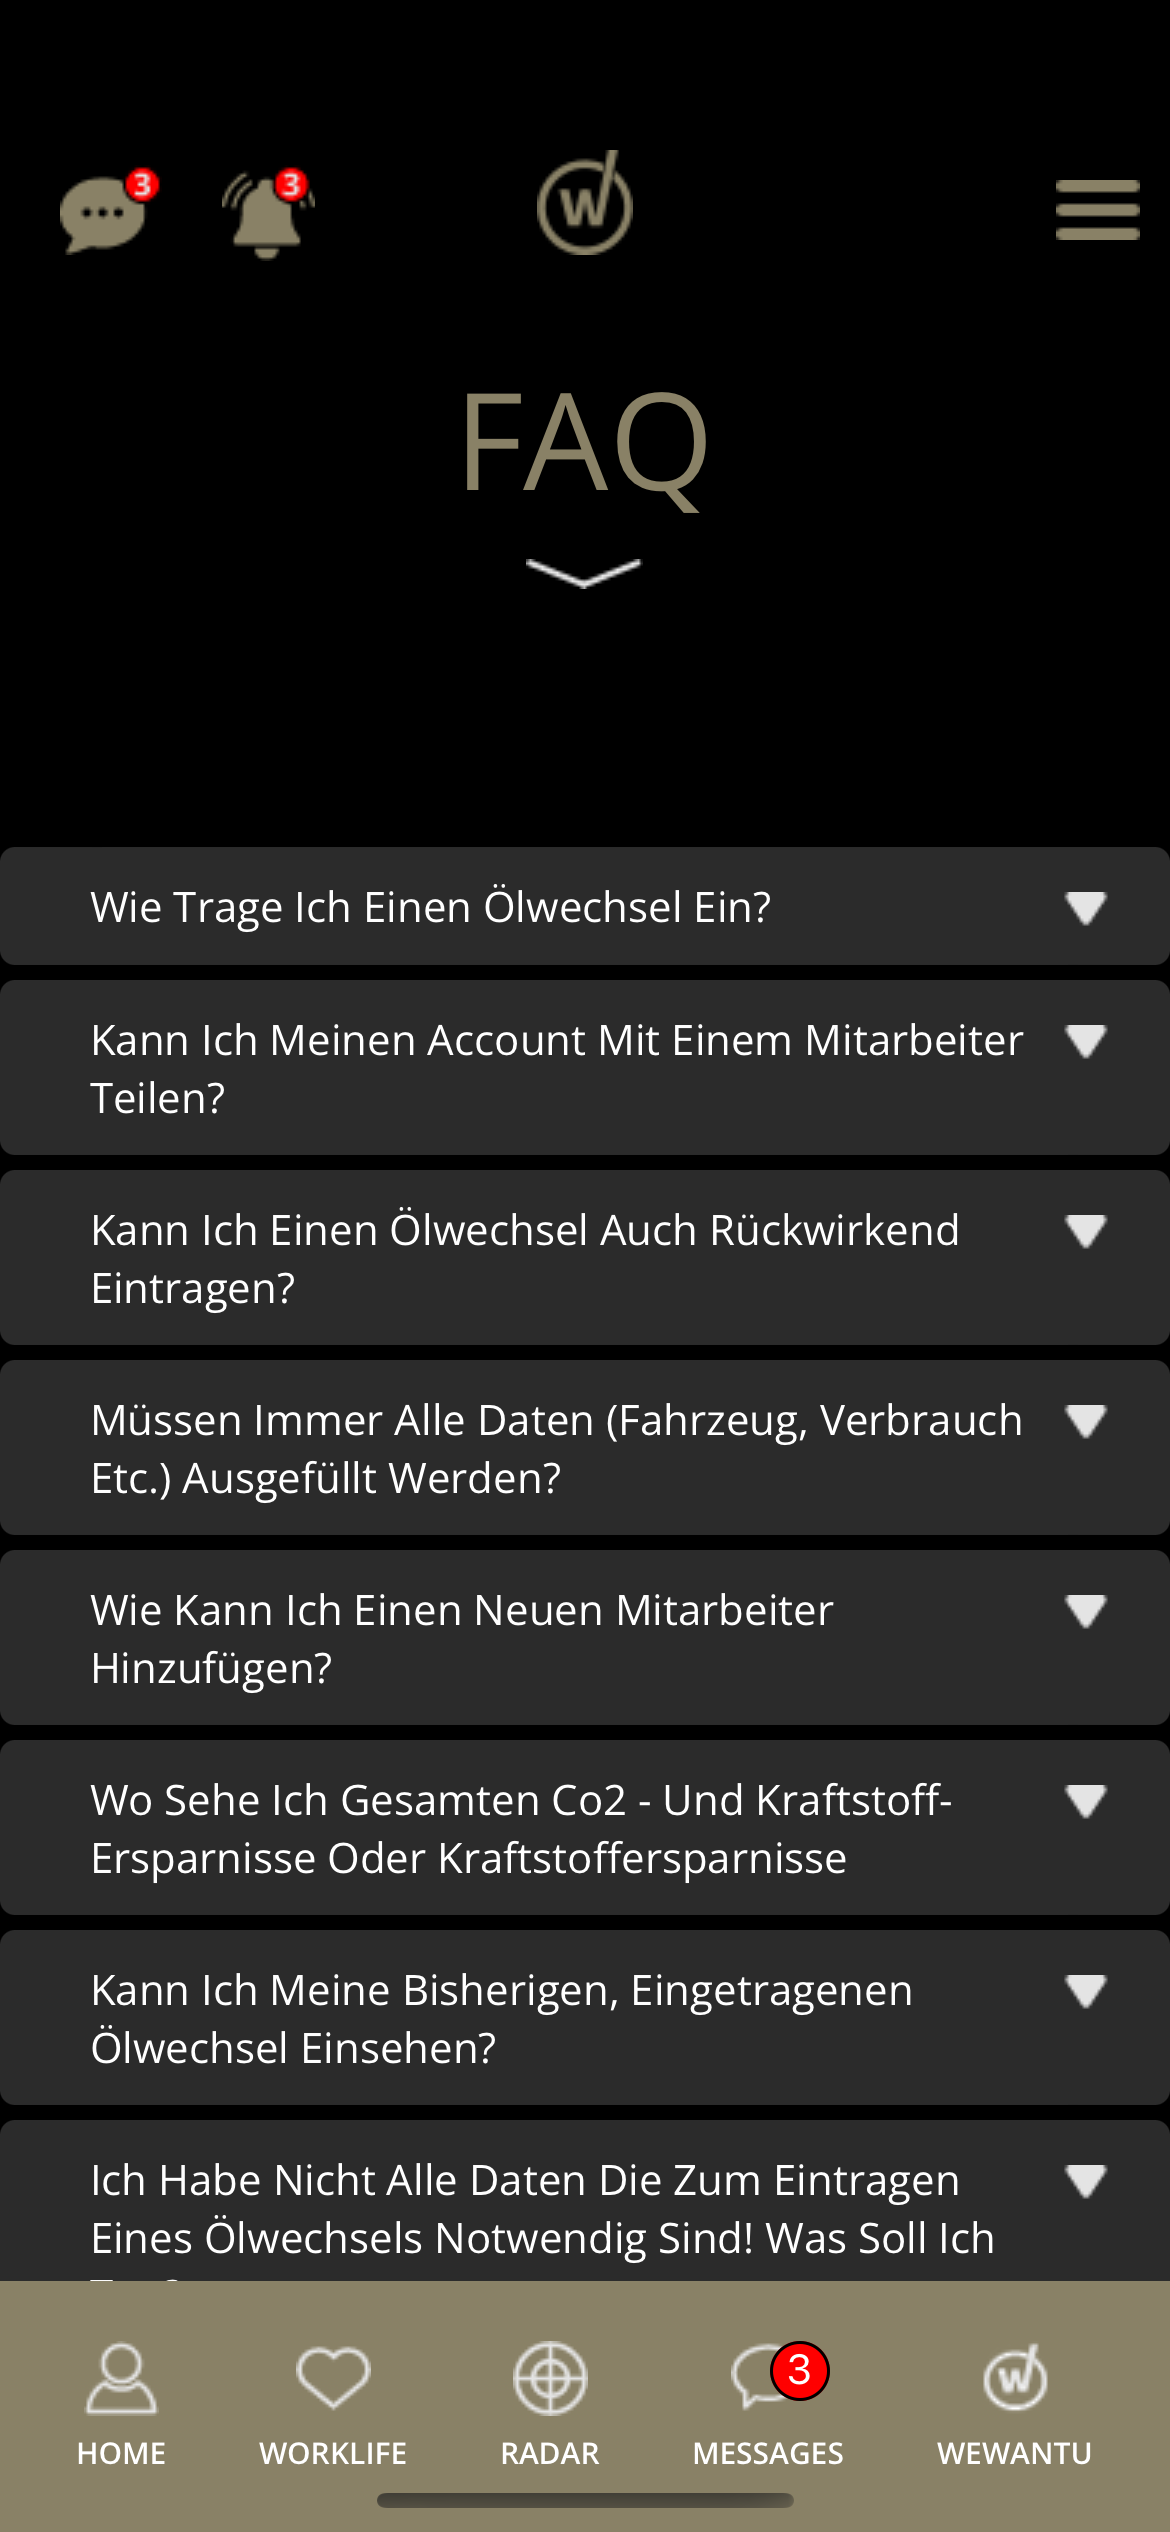 3
3
W
FAQ
Wie Trage Ich Einen Ölwechsel Ein?
Kann Ich Meinen Account Mit Einem Mitarbeiter
Teilen?
Kann Ich Einen Ölwechsel Auch Rückwirkend
Eintragen?
Müssen Immer Alle Daten (Fahrzeug, Verbrauch
Etc.) Ausgefüllt Werden?
Wie Kann Ich Einen Neuen Mitarbeiter
Hinzufügen?
Wo Sehe Ich Gesamten Co2 - Und Kraftstoff-
Ersparnisse Oder Kraftstoffersparnisse
Kann Ich Meine Bisherigen, Eingetragenen
Ölwechsel Einsehen?
Ich Habe Nicht Alle Daten Die Zum Eintragen
Eines Ölwechsels Notwendig Sind! Was Soll Ich
3
W
HOME
WORKLIFE
RADAR
MESSAGES
WEWANTU